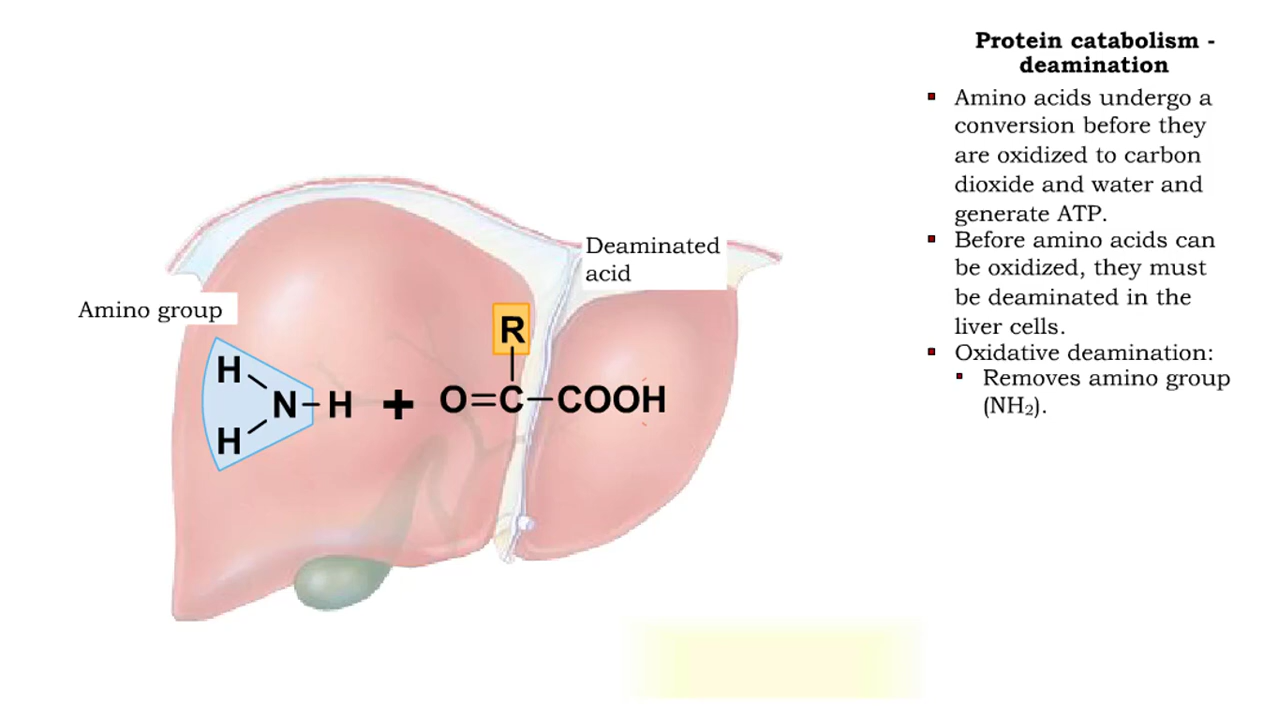 Protein catabolism -
deamination
▪ Amino acids undergo a
conversion before they
are oxidized to carbon
dioxide and water and
generate ATP.
▪ Before amino acids can
be oxidized, they must
be deaminated in the
liver cells.
▪ Oxidative deamination:
▪ Removes amino group
(NH₂).
Deaminated
acid
Amino group
R
H
N–H + O=C–COOH
H